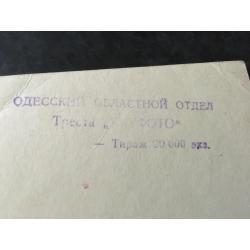 ОДЕССКИЙ ОБЛАСТНОЙ ОТДЕЛ
Треста „
— Тираж 20.000 экз.